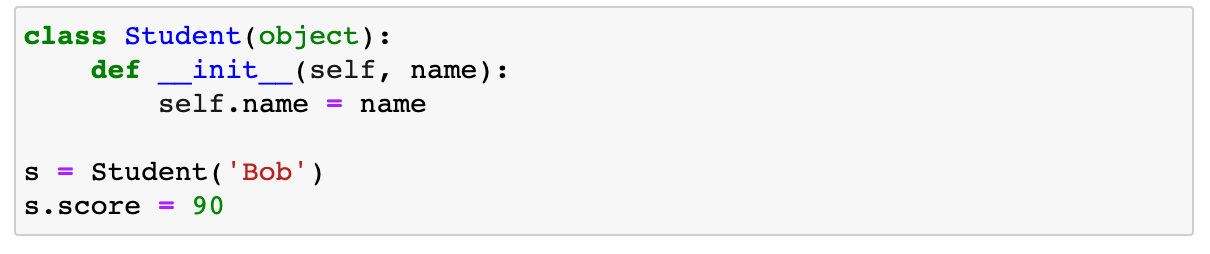 class Student(object):
    def __init__(self, name):
        self.name = name
s = Student('Bob')
s.score = 90